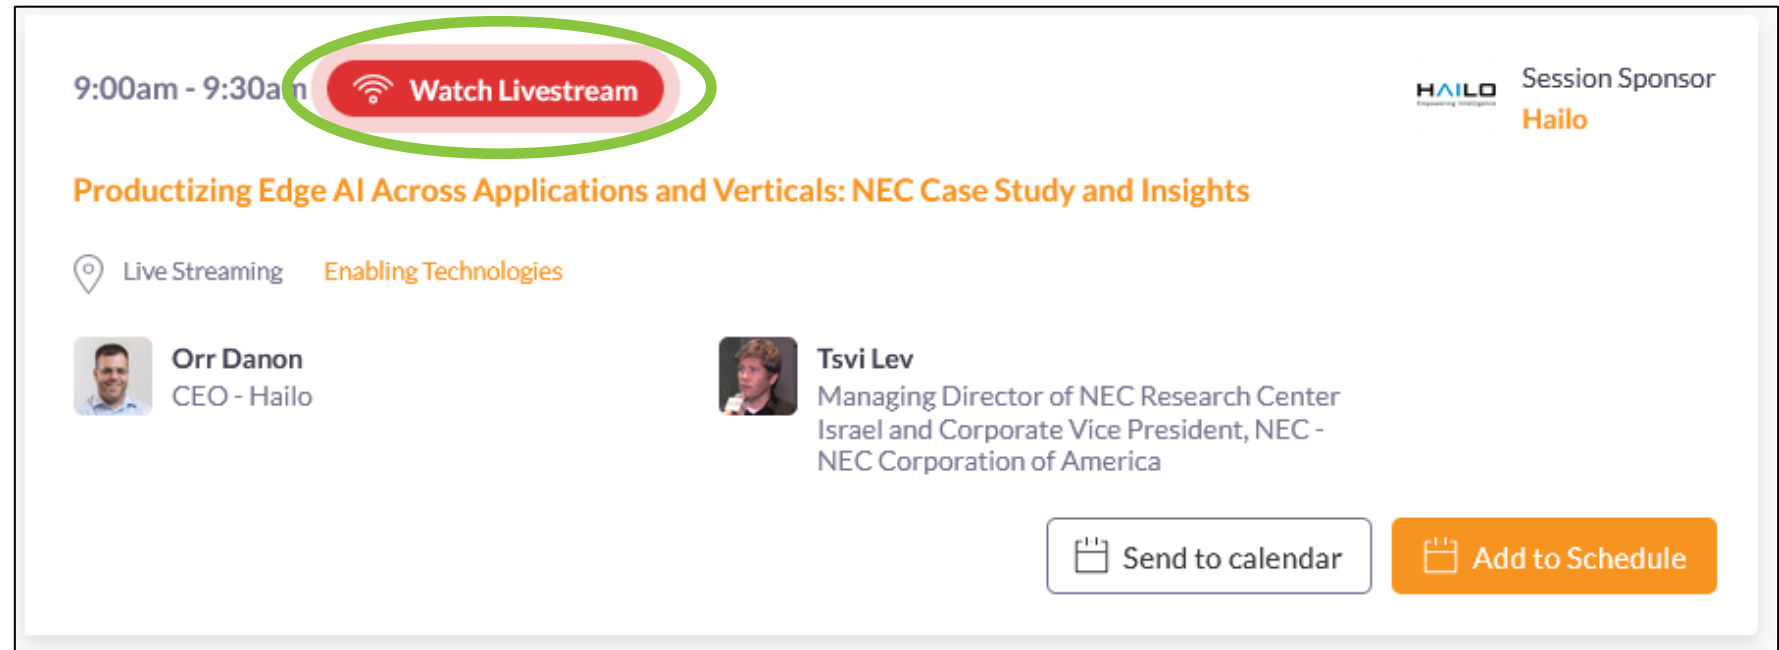 9:00am - 9:30am
Watch Livestream
HAILO
Empowering Intelligence
Session Sponsor
Hailo
Productizing Edge AI Across Applications and Verticals: NEC Case Study and Insights
Live Streaming Enabling Technologies
Orr Danon
CEO - Hailo
Tsvi Lev
Managing Director of NEC Research Center
Israel and Corporate Vice President, NEC -
NEC Corporation of America
Send to calendar
Add to Schedule